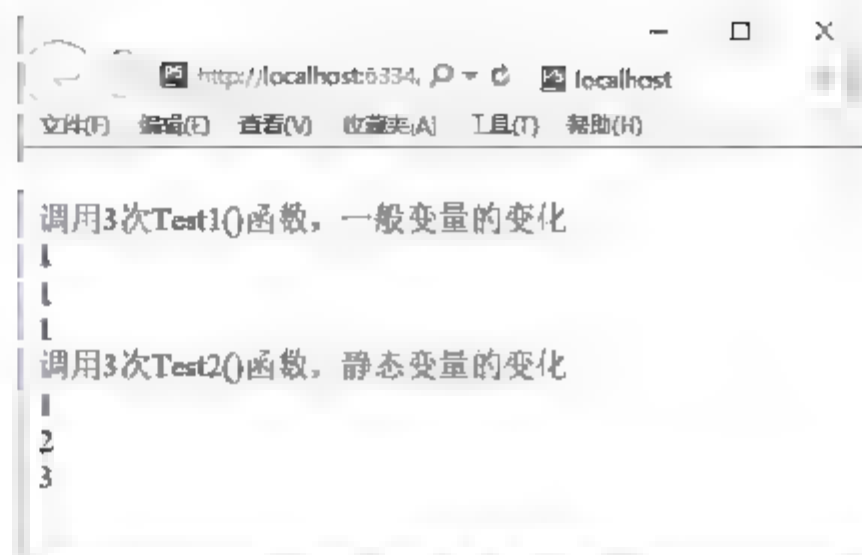 http://localhost:6334, localhost
文件(F) 编辑(E) 查看(V) 收藏夹(A) 工具(T) 帮助(H)
调用3次Test1()函数，一般变量的变化
1
1
1
调用3次Test2()函数，静态变量的变化
1
2
3